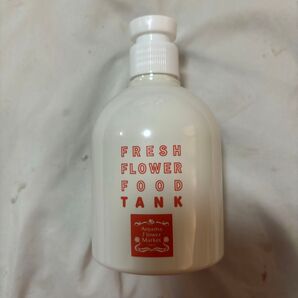 FRESH
FLOWER
FOOD
TANK
Aoyama
Flower
Market